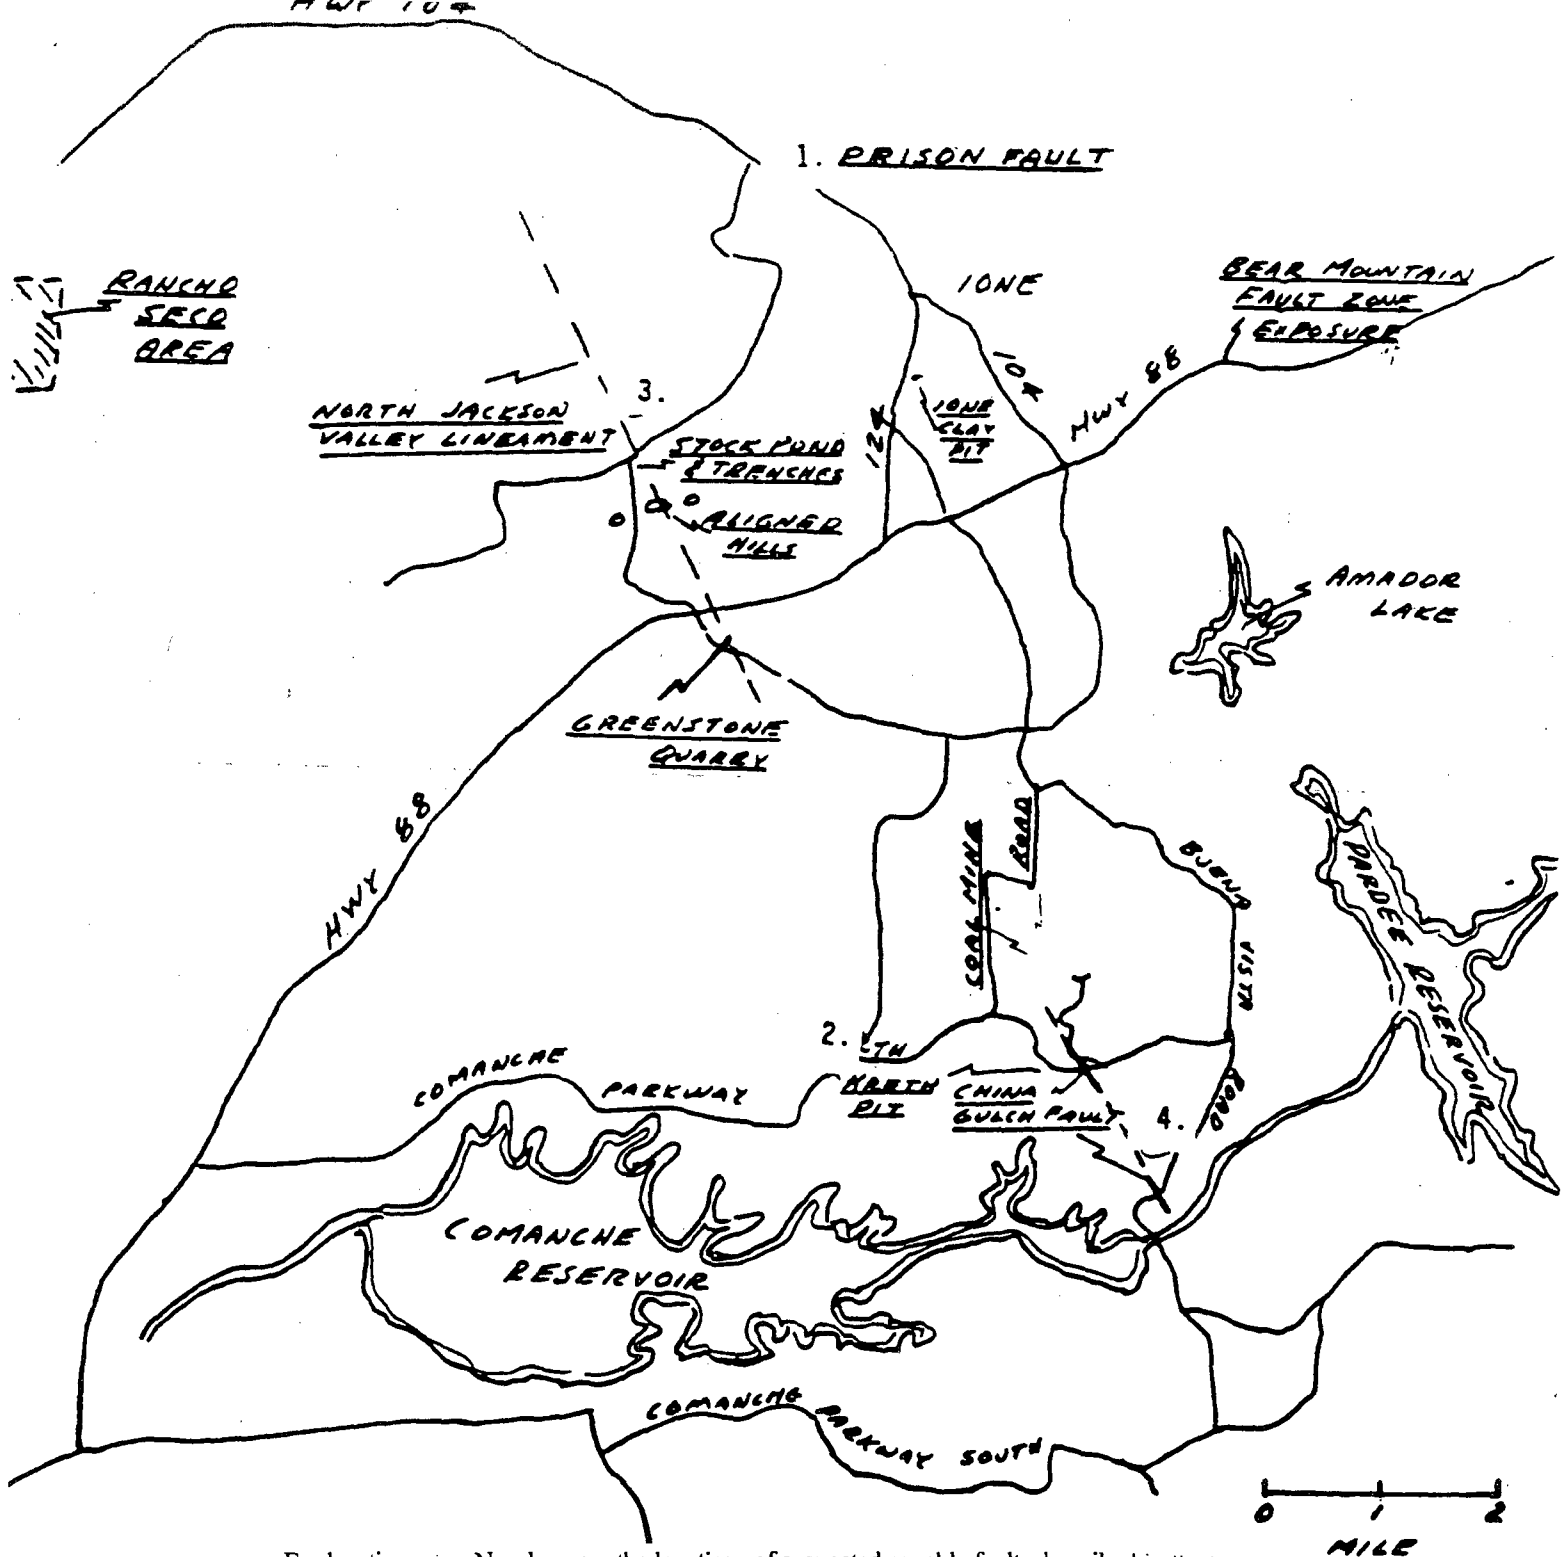 HWY 104
1. PRISON FAULT
RANCHO
SECO
AREA
IONE
BEAR MOUNTAIN
FAULT ZONE
EXPOSURE
104
HWY 88
3.
NORTH JACKSON
VALLEY LINEAMENT
STOCK POND
& TRENCHES
124
IONE
CLAY
PIT
ALIGNED
HILLS
AMADOR
LAKE
GREENSTONE
QUARRY
HWY 88
COAL MINE
ROAD
BUENA
VISTA
ROAD
PARDEE RESERVOIR
2.
KRETH
PIT
CHINA
GULCH FAULT
4.
COMANCHE
PARKWAY
COMANCHE
RESERVOIR
COMANCHE
PARKWAY SOUTH
0 1 2
MILE